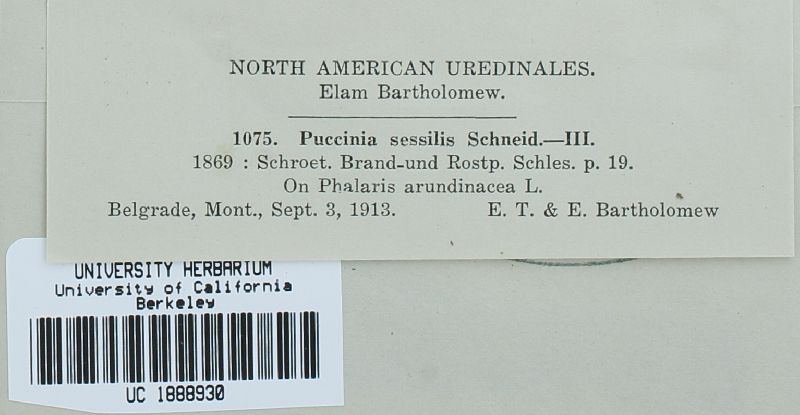 NORTH AMERICAN UREDINALES.
Elam Bartholomew.
1075. Puccinia sessilis Schneid.—III.
1869 : Schroet. Brand-und Rostp. Schles. p. 19.
On Phalaris arundinacea L.
Belgrade, Mont., Sept. 3, 1913. E. T. & E. Bartholomew
UNIVERSITY HERBARIUM
University of California
Berkeley
UC 1888930